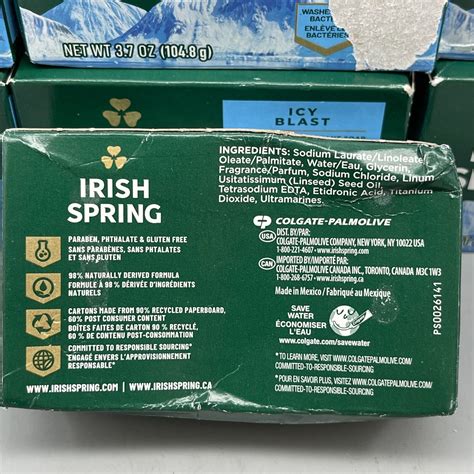 WASHES
BACT
ENLÈVE L
BACTÉRIEN
NET WT 3.7 OZ (104.8 g)
ICY
BLAST
IRISH
SPRING
PARABEN, PHTHALATE & GLUTEN FREE
SANS PARABÈNES, SANS PHTALATES
ET SANS GLUTEN
98% NATURALLY DERIVED FORMULA
FORMULE À 98 % DÉRIVÉE D'INGRÉDIENTS
NATURELS
CARTONS MADE FROM 90% RECYCLED PAPERBOARD,
60% POST CONSUMER CONTENT
BOÎTES FAITES DE CARTON 90 % RECYCLÉ,
60 % DE CONTENU POST-CONSOMMATION
COMMITTED TO RESPONSIBLE SOURCING*
*ENGAGÉ ENVERS L'APPROVISIONNEMENT
RESPONSABLE*
WWW.IRISHSPRING.COM WWW.IRISHSPRING.CA
INGREDIENTS: Sodium Laurate/Linoleate/
Oleate/Palmitate, Water/Eau, Glycerin,
Fragrance/Parfum, Sodium Chloride, Linum
Usitatissimum (Linseed) Seed Oil,
Tetrasodium EDTA, Etidronic Acid, Titanium
Dioxide, Ultramarines.
CP COLGATE-PALMOLIVE
USA
DIST. BY/PAR:
COLGATE-PALMOLIVE COMPANY, NEW YORK, NY 10022 USA
1-800-221-4607 • www.irishspring.com
CAN
IMPORTED BY/IMPORTÉ PAR:
COLGATE-PALMOLIVE CANADA INC., TORONTO, CANADA M3C 1W3
1-800-268-6757 • www.irishspring.ca
Made in Mexico / Fabriqué au Mexique
SAVE
WATER
ÉCONOMISER
L'EAU
www.colgate.com/savewater
*TO LEARN MORE, VISIT WWW.COLGATEPALMOLIVE.COM/
COMMITTED-TO-RESPONSIBLE-SOURCING
*POUR EN SAVOIR PLUS, VISITEZ WWW.COLGATEPALMOLIVE.COM/
COMMITTED-TO-RESPONSIBLE-SOURCING
PS0026141